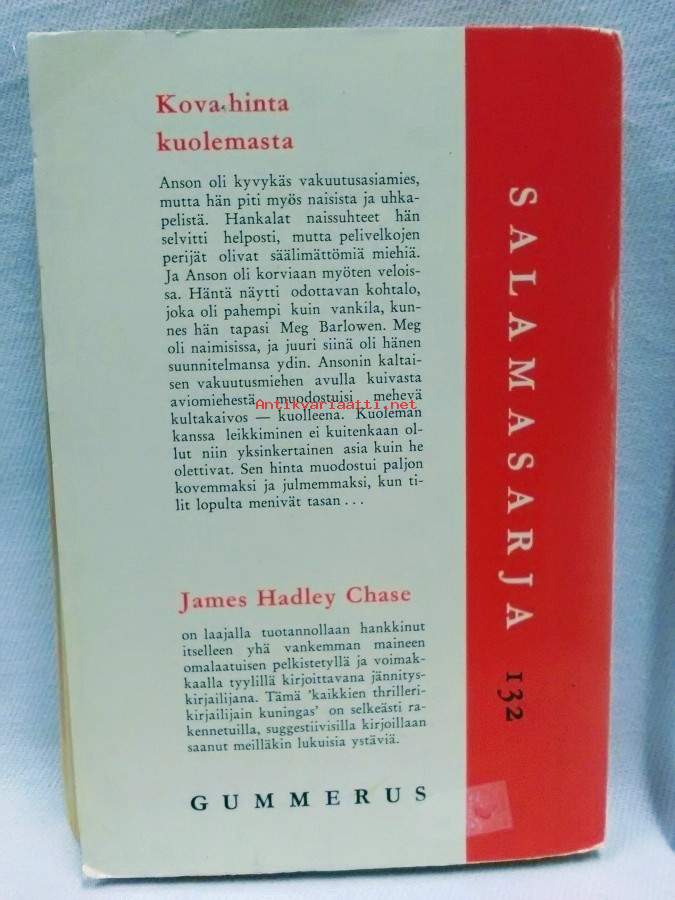 Kova hinta
kuolemasta
Anson oli kyvykäs vakuutusasiamies,
mutta hän piti myös naisista ja uhka-
pelistä. Hankalat naissuhteet hän
selvitti helposti, mutta pelivelkojen
perijät olivat säälimättömiä miehiä.
Ja Anson oli korviaan myöten velois-
sa. Häntä näytti odottavan kohtalo,
joka oli pahempi kuin vankila, kun-
nes hän tapasi Meg Barlowen. Meg
oli naimisissa, ja juuri siinä oli hänen
suunnitelmansa ydin. Ansonin kaltai-
sen vakuutusmiehen avulla kuivasta
aviomiehestä muodostuisi mehevä
Antikvariaatti.net
kultakaivos — kuolleena. Kuoleman
kanssa leikkiminen ei kuitenkaan ol-
lut niin yksinkertainen asia kuin he
olettivat. Sen hinta muodostui paljon
kovemmaksi ja julmemmaksi, kun ti-
lit lopulta menivät tasan . . .
James Hadley Chase
on laajalla tuotannollaan hankkinut
itselleen yhä vankemman maineen
omalaatuisen pelkistetyllä ja voimak-
kaalla tyylillä kirjoittavana jännitys-
kirjailijana. Tämä 'kaikkien thrilleri-
kirjailijain kuningas' on selkeästi ra-
kennetuilla, suggestiivisilla kirjoillaan
saanut meilläkin lukuisia ystäviä.
GUMMERUS
SALAMASARJA 132